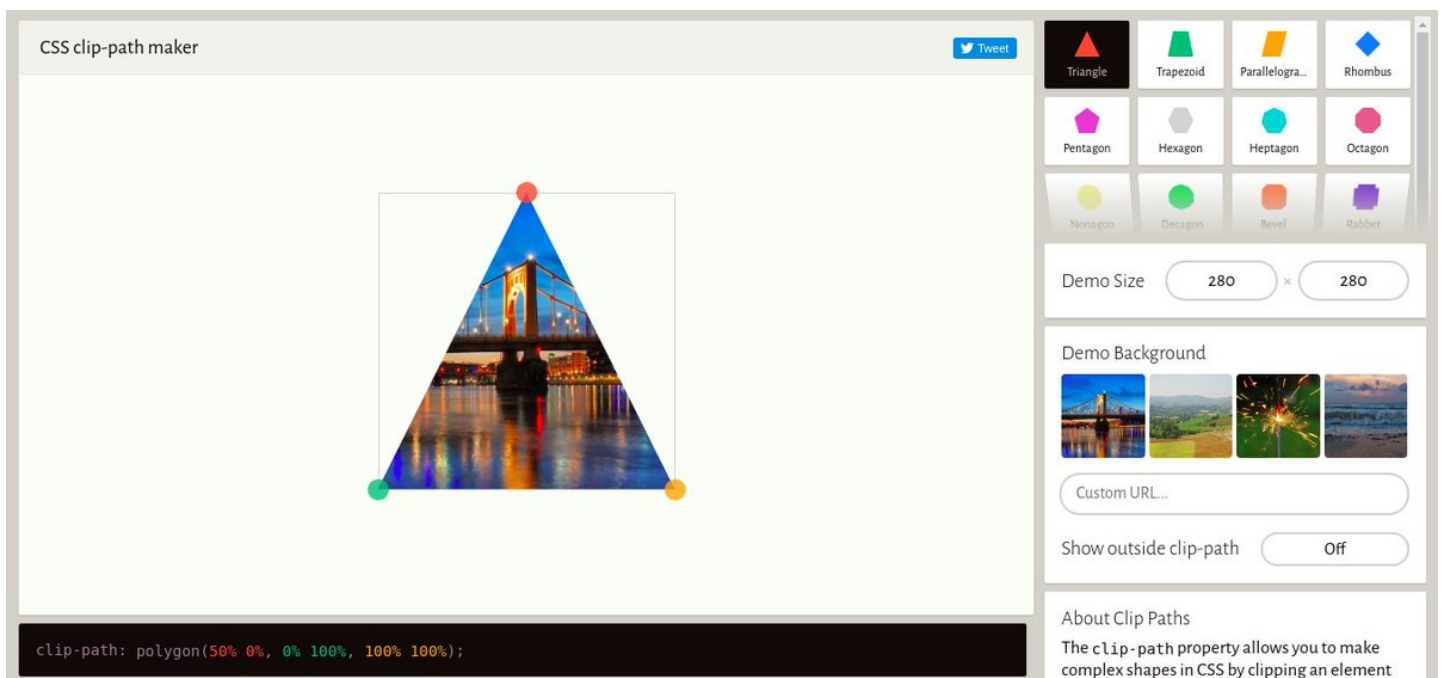 CSS clip-path maker
Tweet
Triangle
Trapezoid
Parallelogra...
Rhombus
Pentagon
Hexagon
Heptagon
Octagon
Nonagon
Decagon
Bevel
Rabbet
Demo Size
280 × 280
Demo Background
Custom URL...
Show outside clip-path
Off
About Clip Paths
The clip-path property allows you to make
complex shapes in CSS by clipping an element
clip-path: polygon(50% 0%, 0% 100%, 100% 100%);